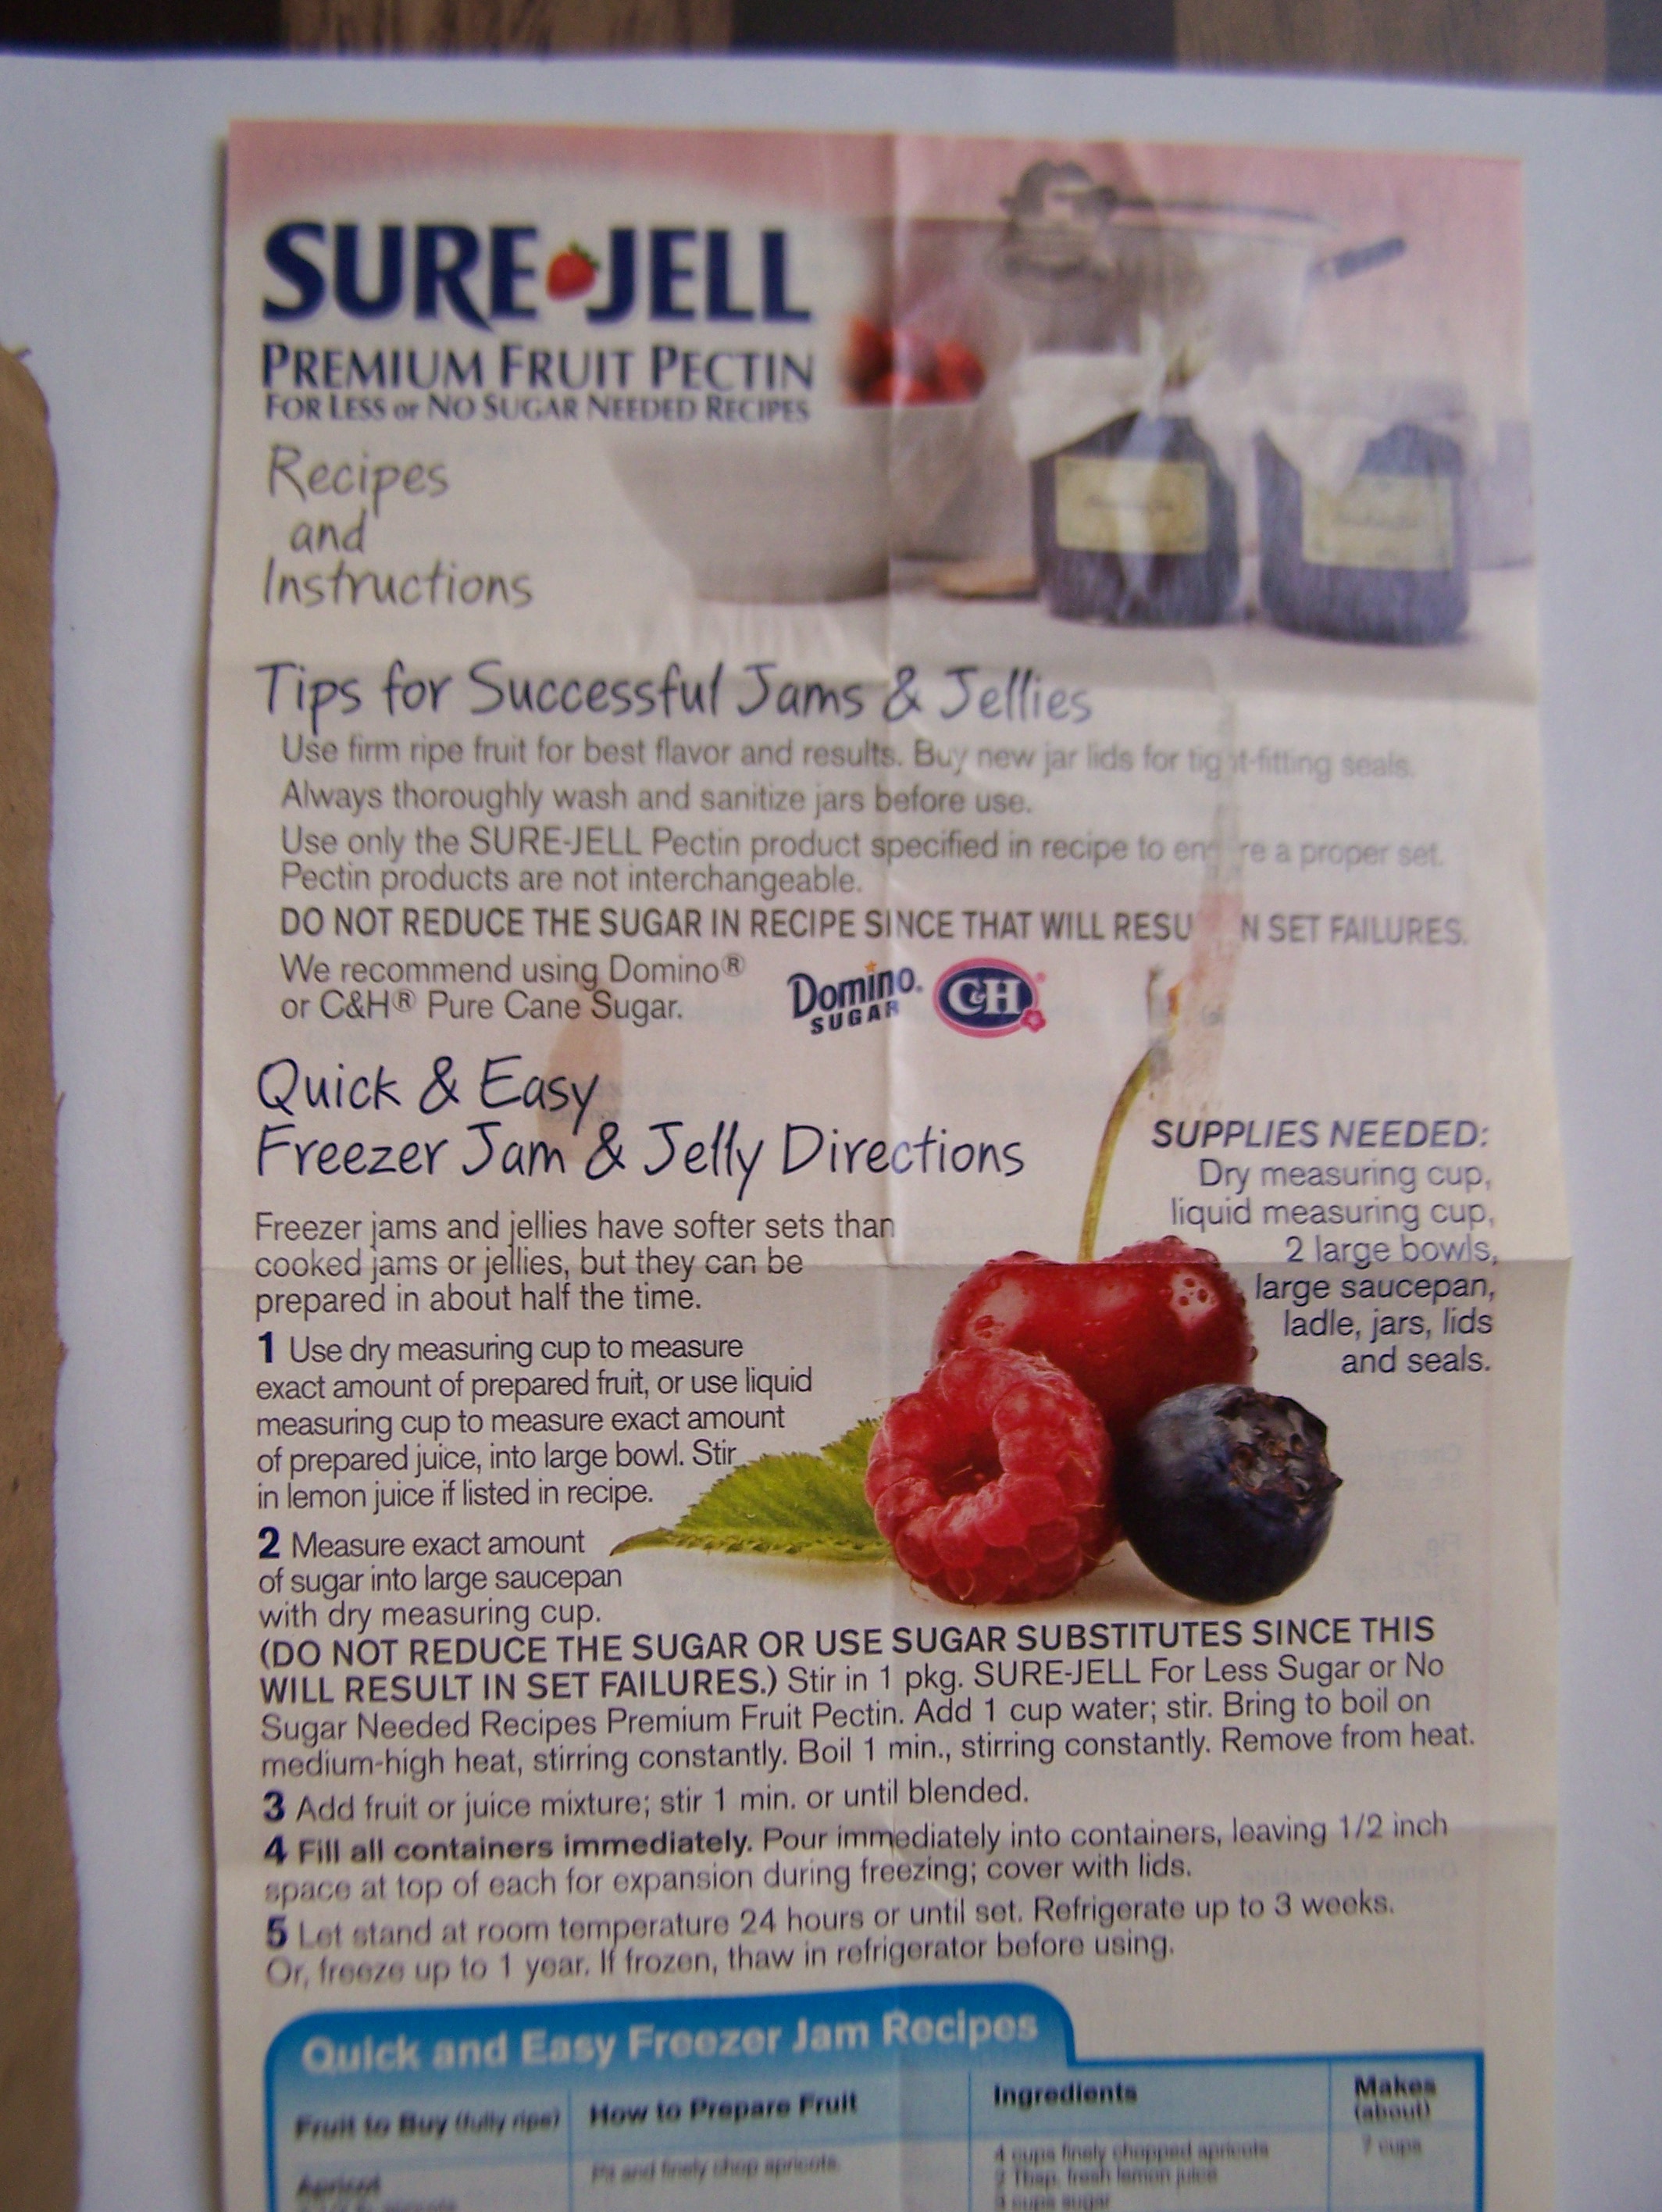 SURE JELL
PREMIUM FRUIT PECTIN
FOR LESS or NO SUGAR NEEDED RECIPES
Recipes
and
Instructions
Tips for Successful Jams & Jellies
Use firm ripe fruit for best flavor and results. Buy new jar lids for tig t-fitting seals.
Always thoroughly wash and sanitize jars before use.
Use only the SURE-JELL Pectin product specified in recipe to en re a proper set.
Pectin products are not interchangeable.
DO NOT REDUCE THE SUGAR IN RECIPE SINCE THAT WILL RESU N SET FAILURES.
We recommend using Domino®
or C&H® Pure Cane Sugar.
Domino
SUGAR
C&H
Quick & Easy
Freezer Jam & Jelly Directions
SUPPLIES NEEDED:
Dry measuring cup,
liquid measuring cup,
2 large bowls,
large saucepan,
ladle, jars, lids
and seals.
Freezer jams and jellies have softer sets than
cooked jams or jellies, but they can be
prepared in about half the time.
1 Use dry measuring cup to measure
exact amount of prepared fruit, or use liquid
measuring cup to measure exact amount
of prepared juice, into large bowl. Stir
in lemon juice if listed in recipe.
2 Measure exact amount
of sugar into large saucepan
with dry measuring cup.
(DO NOT REDUCE THE SUGAR OR USE SUGAR SUBSTITUTES SINCE THIS
WILL RESULT IN SET FAILURES.) Stir in 1 pkg. SURE-JELL For Less Sugar or No
Sugar Needed Recipes Premium Fruit Pectin. Add 1 cup water; stir. Bring to boil on
medium-high heat, stirring constantly. Boil 1 min., stirring constantly. Remove from heat.
3 Add fruit or juice mixture; stir 1 min. or until blended.
4 Fill all containers immediately. Pour immediately into containers, leaving 1/2 inch
space at top of each for expansion during freezing; cover with lids.
5 Let stand at room temperature 24 hours or until set. Refrigerate up to 3 weeks.
Or, freeze up to 1 year. If frozen, thaw in refrigerator before using.
Quick and Easy Freezer Jam Recipes
Fruit to Buy (fully ripe)
How to Prepare Fruit
Ingredients
Makes
(about)
Apricot
Pit and finely chop apricots.
4 cups finely chopped apricots
2 Tbsp. fresh lemon juice
3 cups sugar
7 cups